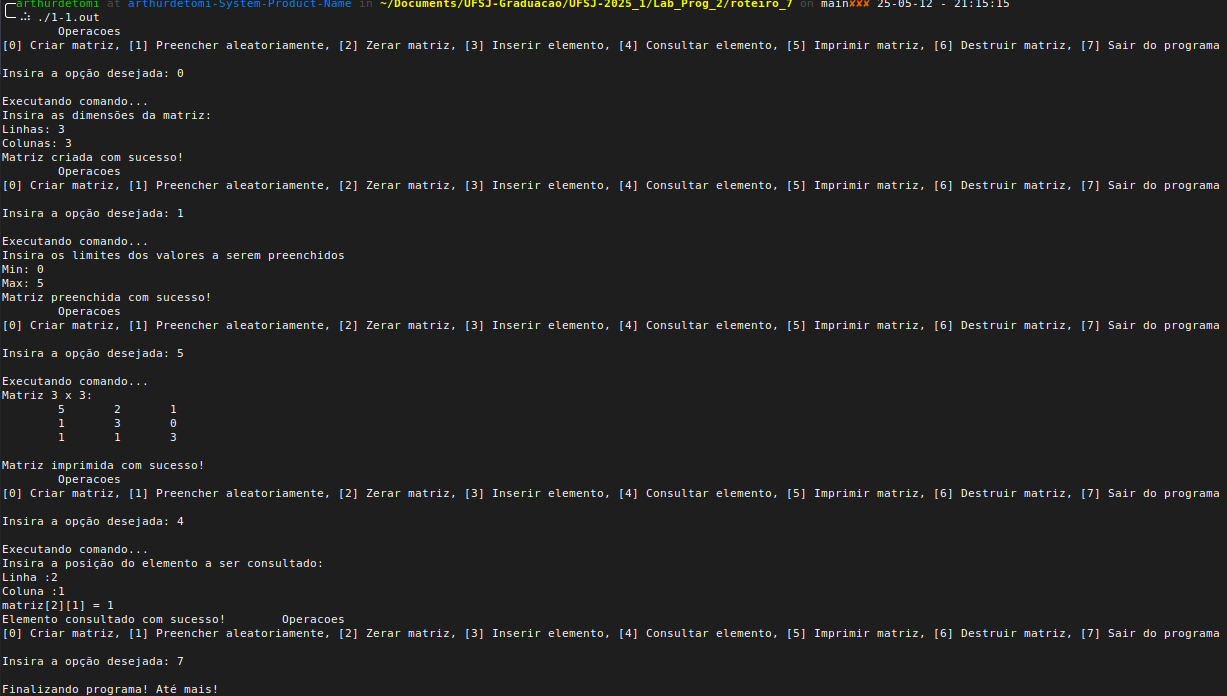 arthurdetomi at arthurdetomi-System-Product-Name in ~/Documents/UFSJ-Graduacao/UFSJ-2025_1/Lab_Prog_2/roteiro_7 on main✘✘✘ 25-05-12 - 21:15:15
./1-1.out
Operacoes
[0] Criar matriz, [1] Preencher aleatoriamente, [2] Zerar matriz, [3] Inserir elemento, [4] Consultar elemento, [5] Imprimir matriz, [6] Destruir matriz, [7] Sair do programa
Insira a opção desejada: 0
Executando comando...
Insira as dimensões da matriz:
Linhas: 3
Colunas: 3
Matriz criada com sucesso!
Operacoes
[0] Criar matriz, [1] Preencher aleatoriamente, [2] Zerar matriz, [3] Inserir elemento, [4] Consultar elemento, [5] Imprimir matriz, [6] Destruir matriz, [7] Sair do programa
Insira a opção desejada: 1
Executando comando...
Insira os limites dos valores a serem preenchidos
Min: 0
Max: 5
Matriz preenchida com sucesso!
Operacoes
[0] Criar matriz, [1] Preencher aleatoriamente, [2] Zerar matriz, [3] Inserir elemento, [4] Consultar elemento, [5] Imprimir matriz, [6] Destruir matriz, [7] Sair do programa
Insira a opção desejada: 5
Executando comando...
Matriz 3 x 3:
5 2 1
1 3 0
1 1 3
Matriz imprimida com sucesso!
Operacoes
[0] Criar matriz, [1] Preencher aleatoriamente, [2] Zerar matriz, [3] Inserir elemento, [4] Consultar elemento, [5] Imprimir matriz, [6] Destruir matriz, [7] Sair do programa
Insira a opção desejada: 4
Executando comando...
Insira a posição do elemento a ser consultado:
Linha :2
Coluna :1
matriz[2][1] = 1
Elemento consultado com sucesso! Operacoes
[0] Criar matriz, [1] Preencher aleatoriamente, [2] Zerar matriz, [3] Inserir elemento, [4] Consultar elemento, [5] Imprimir matriz, [6] Destruir matriz, [7] Sair do programa
Insira a opção desejada: 7
Finalizando programa! Até mais!